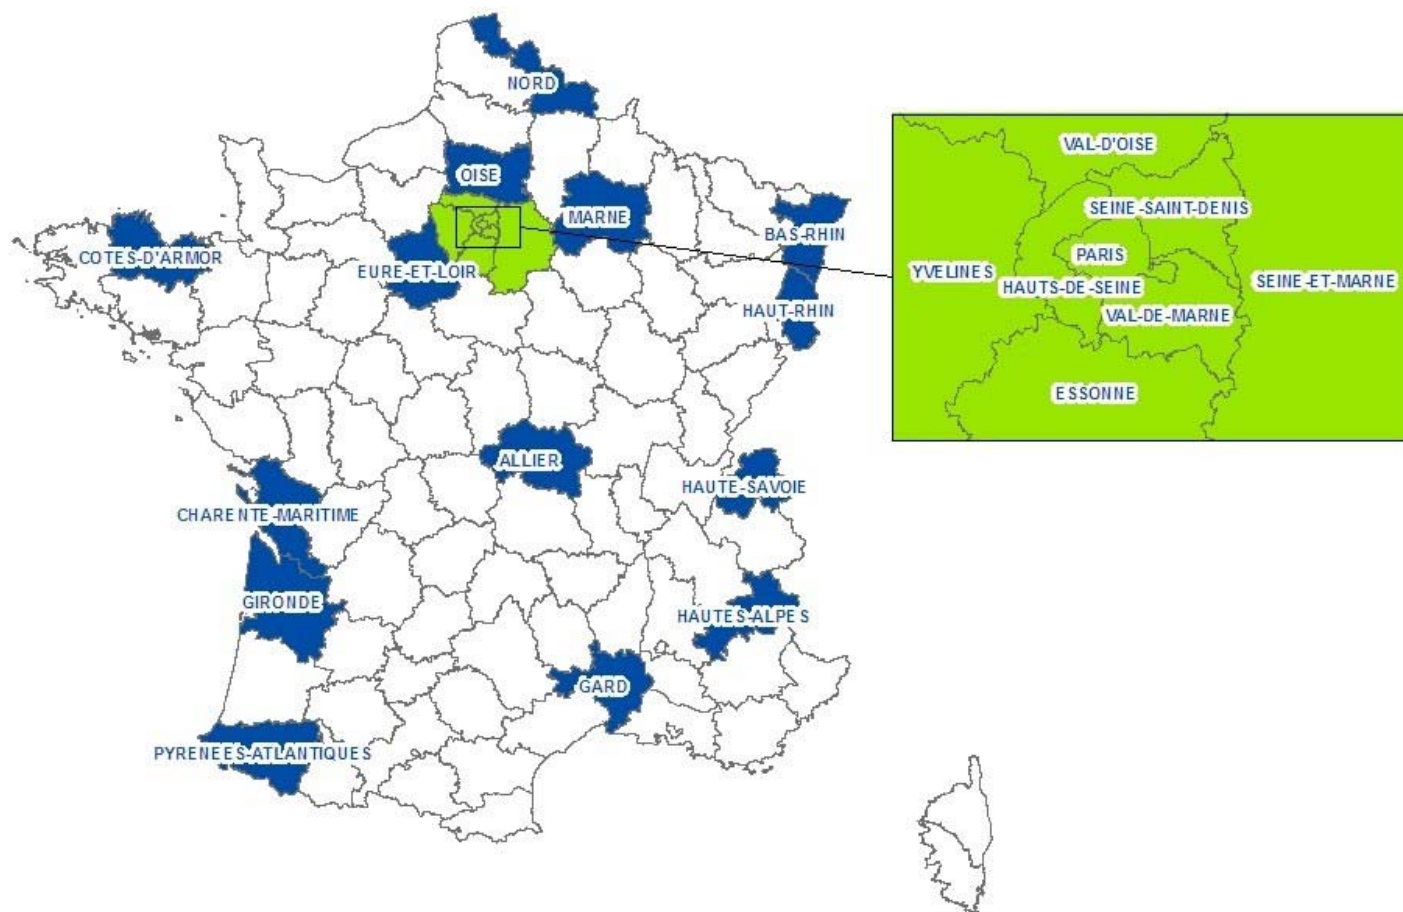 NORD
OISE
MARNE
BAS-RHIN
COTES-D'ARMOR
EURE-ET-LOIR
HAUT-RHIN
ALLIER
HAUTE-SAVOIE
CHARENTE-MARITIME
GIRONDE
HAUTES-ALPES
GARD
PYRENEES-ATLANTIQUES
VAL-D'OISE
SEINE-SAINT-DENIS
PARIS
YVELINES
HAUTS-DE-SEINE
SEINE-ET-MARNE
VAL-DE-MARNE
ESSONNE